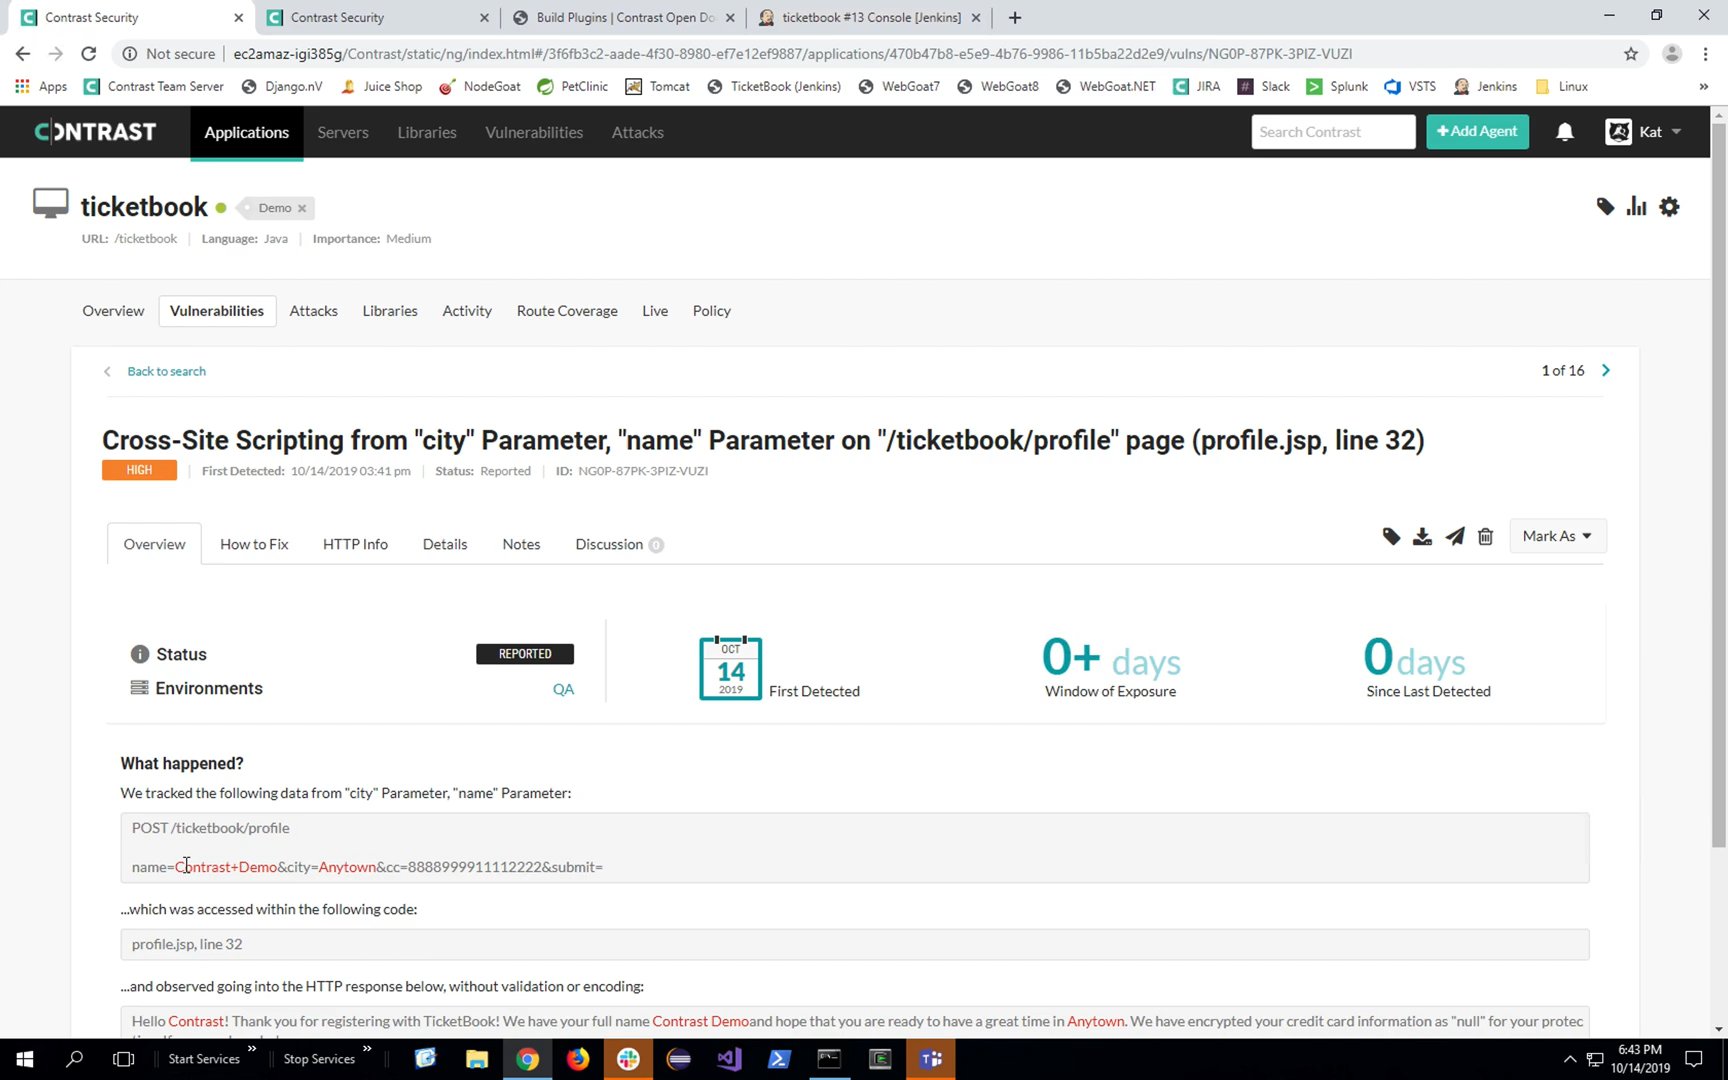 Contrast Security
Contrast Security
Build Plugins | Contrast Open Do
ticketbook #13 Console [Jenkins]
Not secure
ec2amaz-igi385g/Contrast/static/ng/index.html#/3f6fb3c2-aade-4f30-8980-ef7e12ef9887/applications/470b47b8-e5e9-4b76-9986-11b5ba22d2e9/vulns/NG0P-87PK-3PIZ-VUZI
Apps
Contrast Team Server
Django.nV
Juice Shop
NodeGoat
PetClinic
Tomcat
TicketBook (Jenkins)
WebGoat7
WebGoat8
WebGoat.NET
JIRA
Slack
Splunk
VSTS
Jenkins
Linux
»
CONTRAST
Applications
Servers
Libraries
Vulnerabilities
Attacks
Search Contrast
+Add Agent
Kat
ticketbook
Demo
URL: /ticketbook
Language: Java
Importance: Medium
Overview
Vulnerabilities
Attacks
Libraries
Activity
Route Coverage
Live
Policy
Back to search
1 of 16
Cross-Site Scripting from "city" Parameter, "name" Parameter on "/ticketbook/profile" page (profile.jsp, line 32)
HIGH
First Detected: 10/14/2019 03:41 pm
Status: Reported
ID: NG0P-87PK-3PIZ-VUZI
Overview
How to Fix
HTTP Info
Details
Notes
Discussion 0
Mark As
Status
REPORTED
Environments
QA
OCT
14
2019
First Detected
0+ days
Window of Exposure
0 days
Since Last Detected
What happened?
We tracked the following data from "city" Parameter, "name" Parameter:
POST /ticketbook/profile
name=Contrast+Demo&city=Anytown&cc=8888999911112222&submit=
...which was accessed within the following code:
profile.jsp, line 32
...and observed going into the HTTP response below, without validation or encoding:
Hello Contrast! Thank you for registering with TicketBook! We have your full name Contrast Demoand hope that you are ready to have a great time in Anytown. We have encrypted your credit card information as "null" for your protec
Start Services »
Stop Services »
6:43 PM
10/14/2019